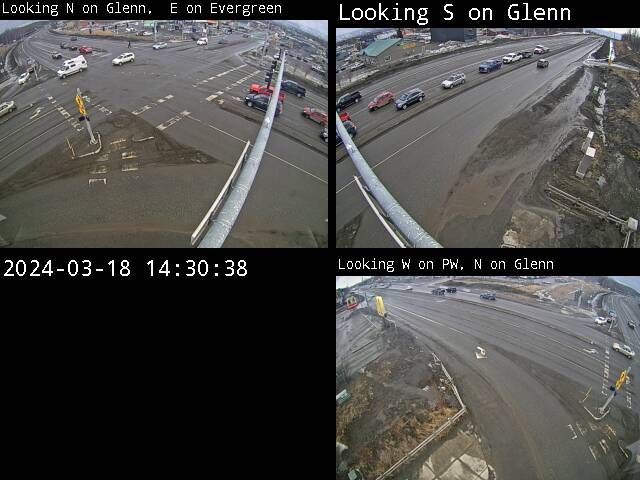 Looking N on Glenn, E on Evergreen
Looking S on Glenn
2024-03-18 14:30:38
Looking W on PW, N on Glenn